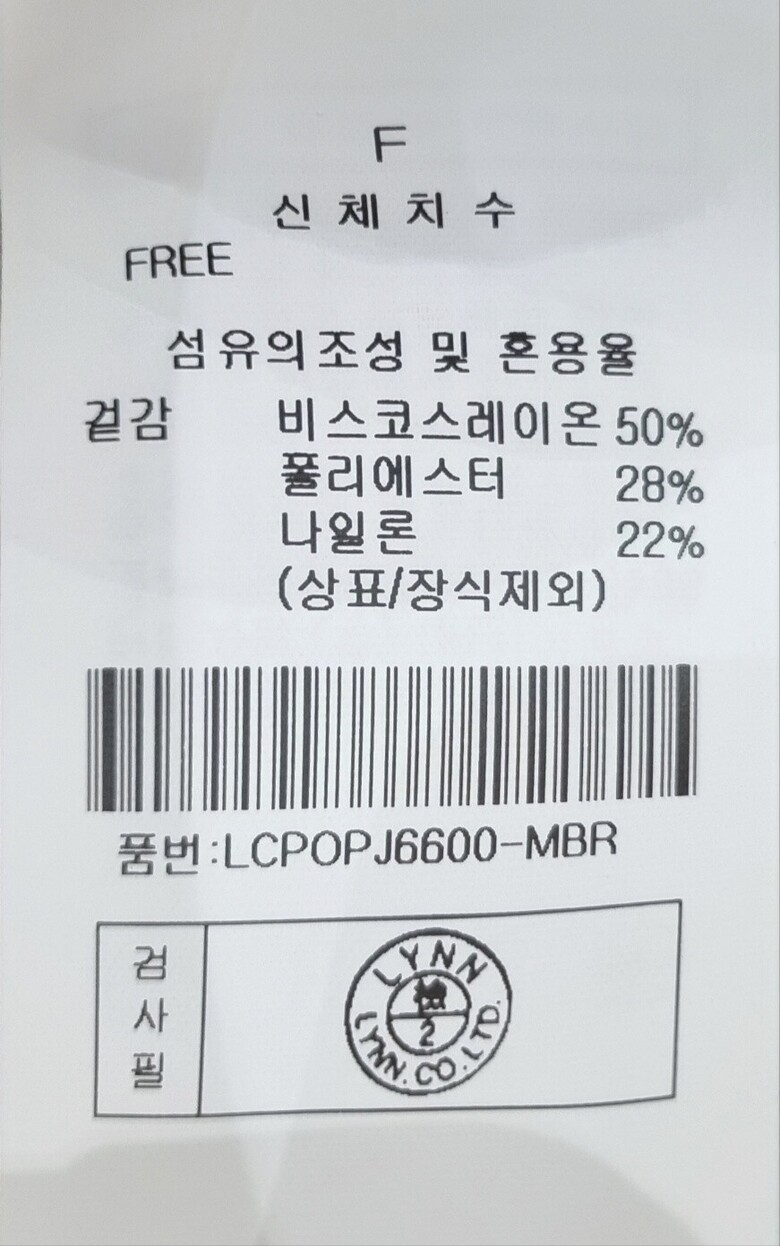 F
신체치수
FREE
섬유의조성 및 혼용율
겉감 비스코스레이온 50%
폴리에스터 28%
나일론 22%
(상표/장식제외)
품번:LCPOPJ6600-MBR
검사필
LYNN
檢
2
LYNN.CO.LTD.